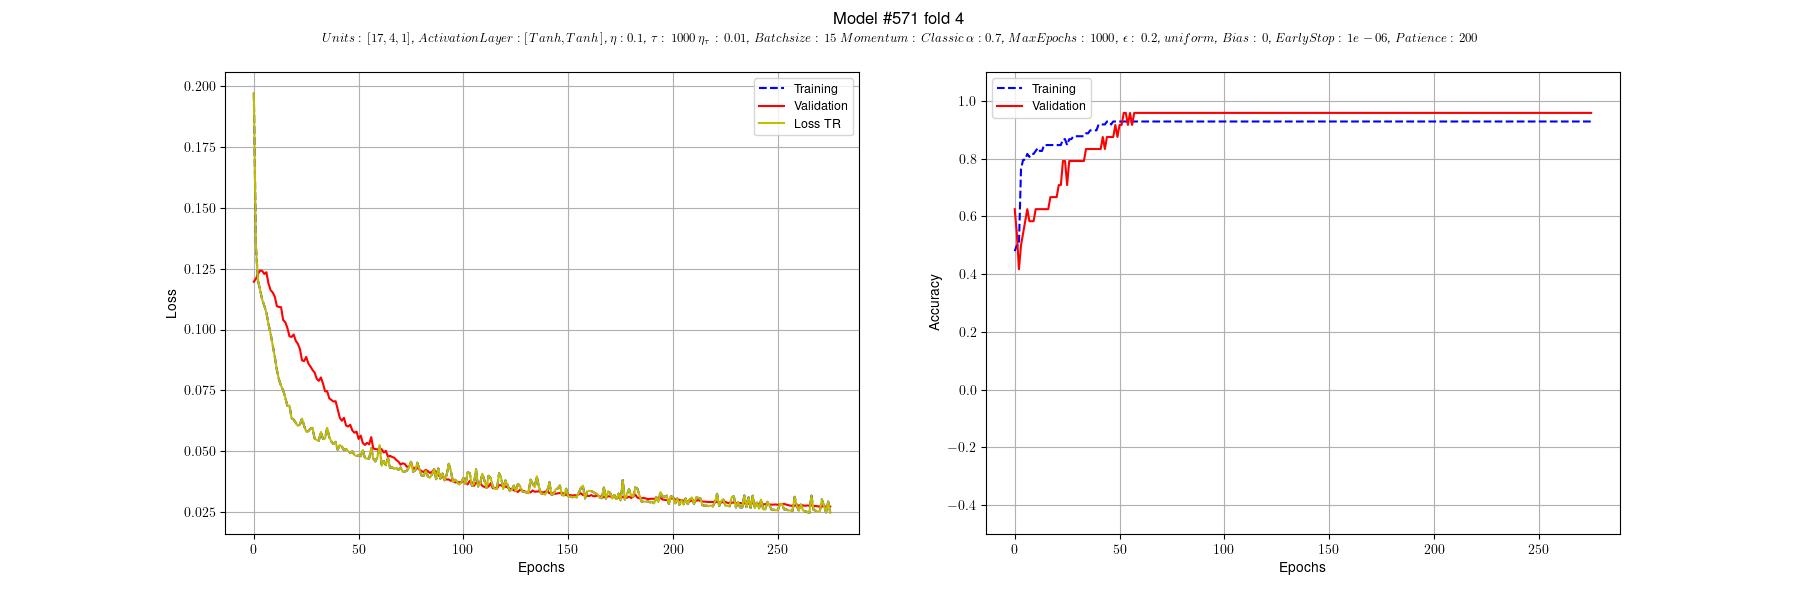 Model #571 fold 4
Units : [17, 4, 1], ActivationLayer : [Tanh, Tanh], η : 0.1, τ : 1000 η_τ : 0.01, Batchsize : 15 Momentum : Classic α : 0.7, MaxEpochs : 1000, ϵ : 0.2, uniform, Bias : 0, EarlyStop : 1e − 06, Patience : 200
Training
Validation
Loss TR
0.200
0.175
0.150
0.125
0.100
0.075
0.050
0.025
Loss
0 50 100 150 200 250
Epochs
Training
Validation
1.0
0.8
0.6
0.4
0.2
0.0
−0.2
−0.4
Accuracy
0 50 100 150 200 250
Epochs